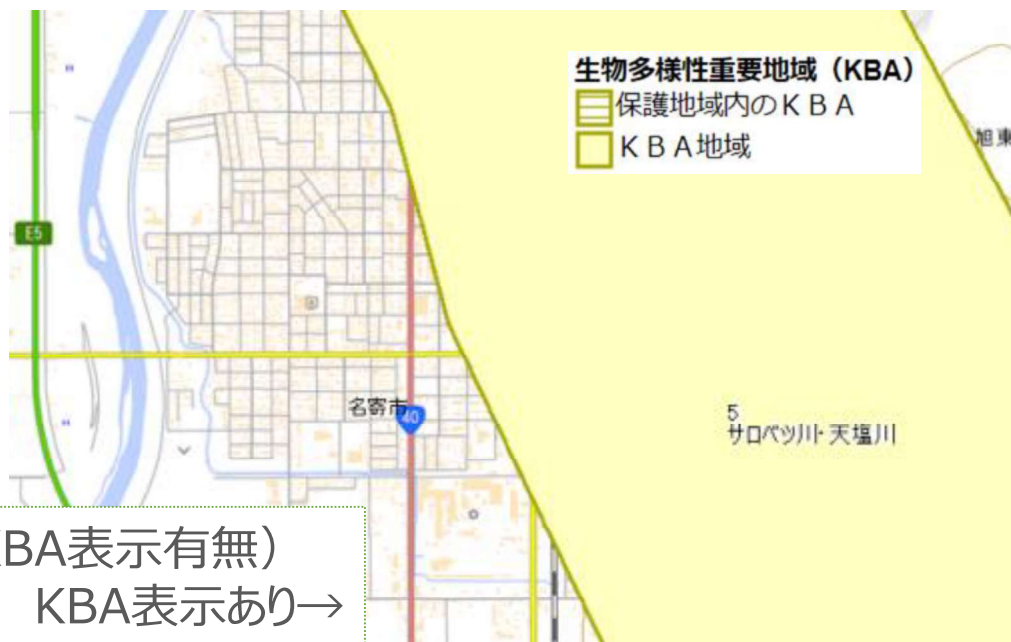 生物多様性重要地域（KBA）
保護地域内のＫＢＡ
ＫＢＡ地域
旭東
E5
名寄市
40
5
サロベツ川・天塩川
KBA表示有無）
KBA表示あり→